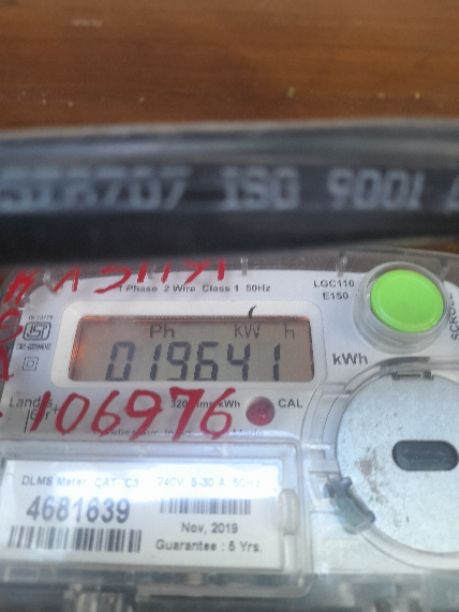 ISO 9001
1 Phase 2 Wire Class 1 50Hz
LGC110
E150
SCROLL
Ph kW h
019641
kWh
106976
CAL
DLMS Meter, CAT- C3 240V, 5-30 A, 50Hz
4681639
Nov, 2019
Guarantee : 5 Yrs.